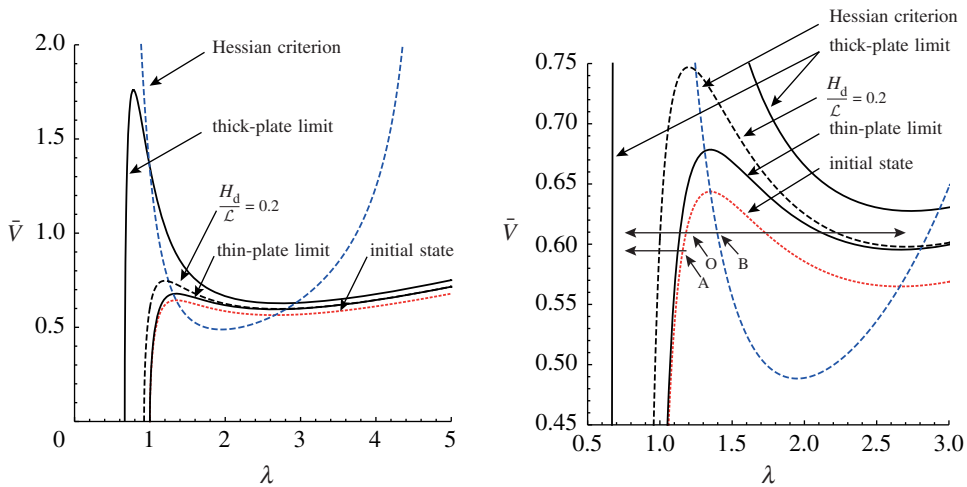 2.0
1.5
1.0
0.5
0
1
2
3
4
5
V̄
λ
Hessian criterion
thick-plate limit
H_d/ℒ = 0.2
thin-plate limit
initial state
0.75
0.70
0.65
0.60
0.55
0.50
0.45
0.5
1.0
1.5
2.0
2.5
3.0
V̄
λ
Hessian criterion
thick-plate limit
H_d/ℒ = 0.2
thin-plate limit
initial state
O
B
A